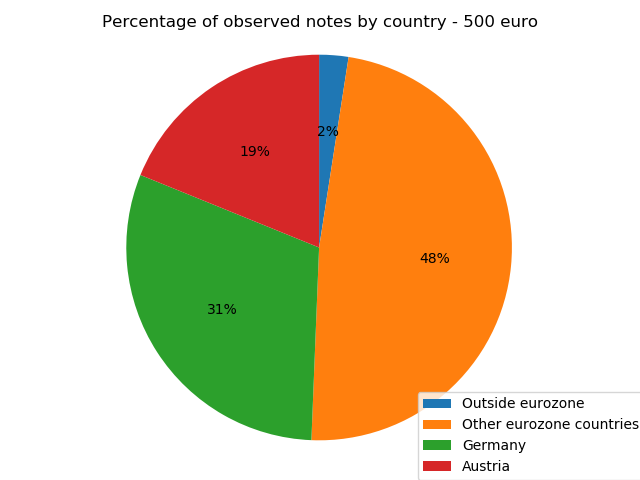 Percentage of observed notes by country - 500 euro
2%
19%
48%
31%
Outside eurozone
Other eurozone countries
Germany
Austria